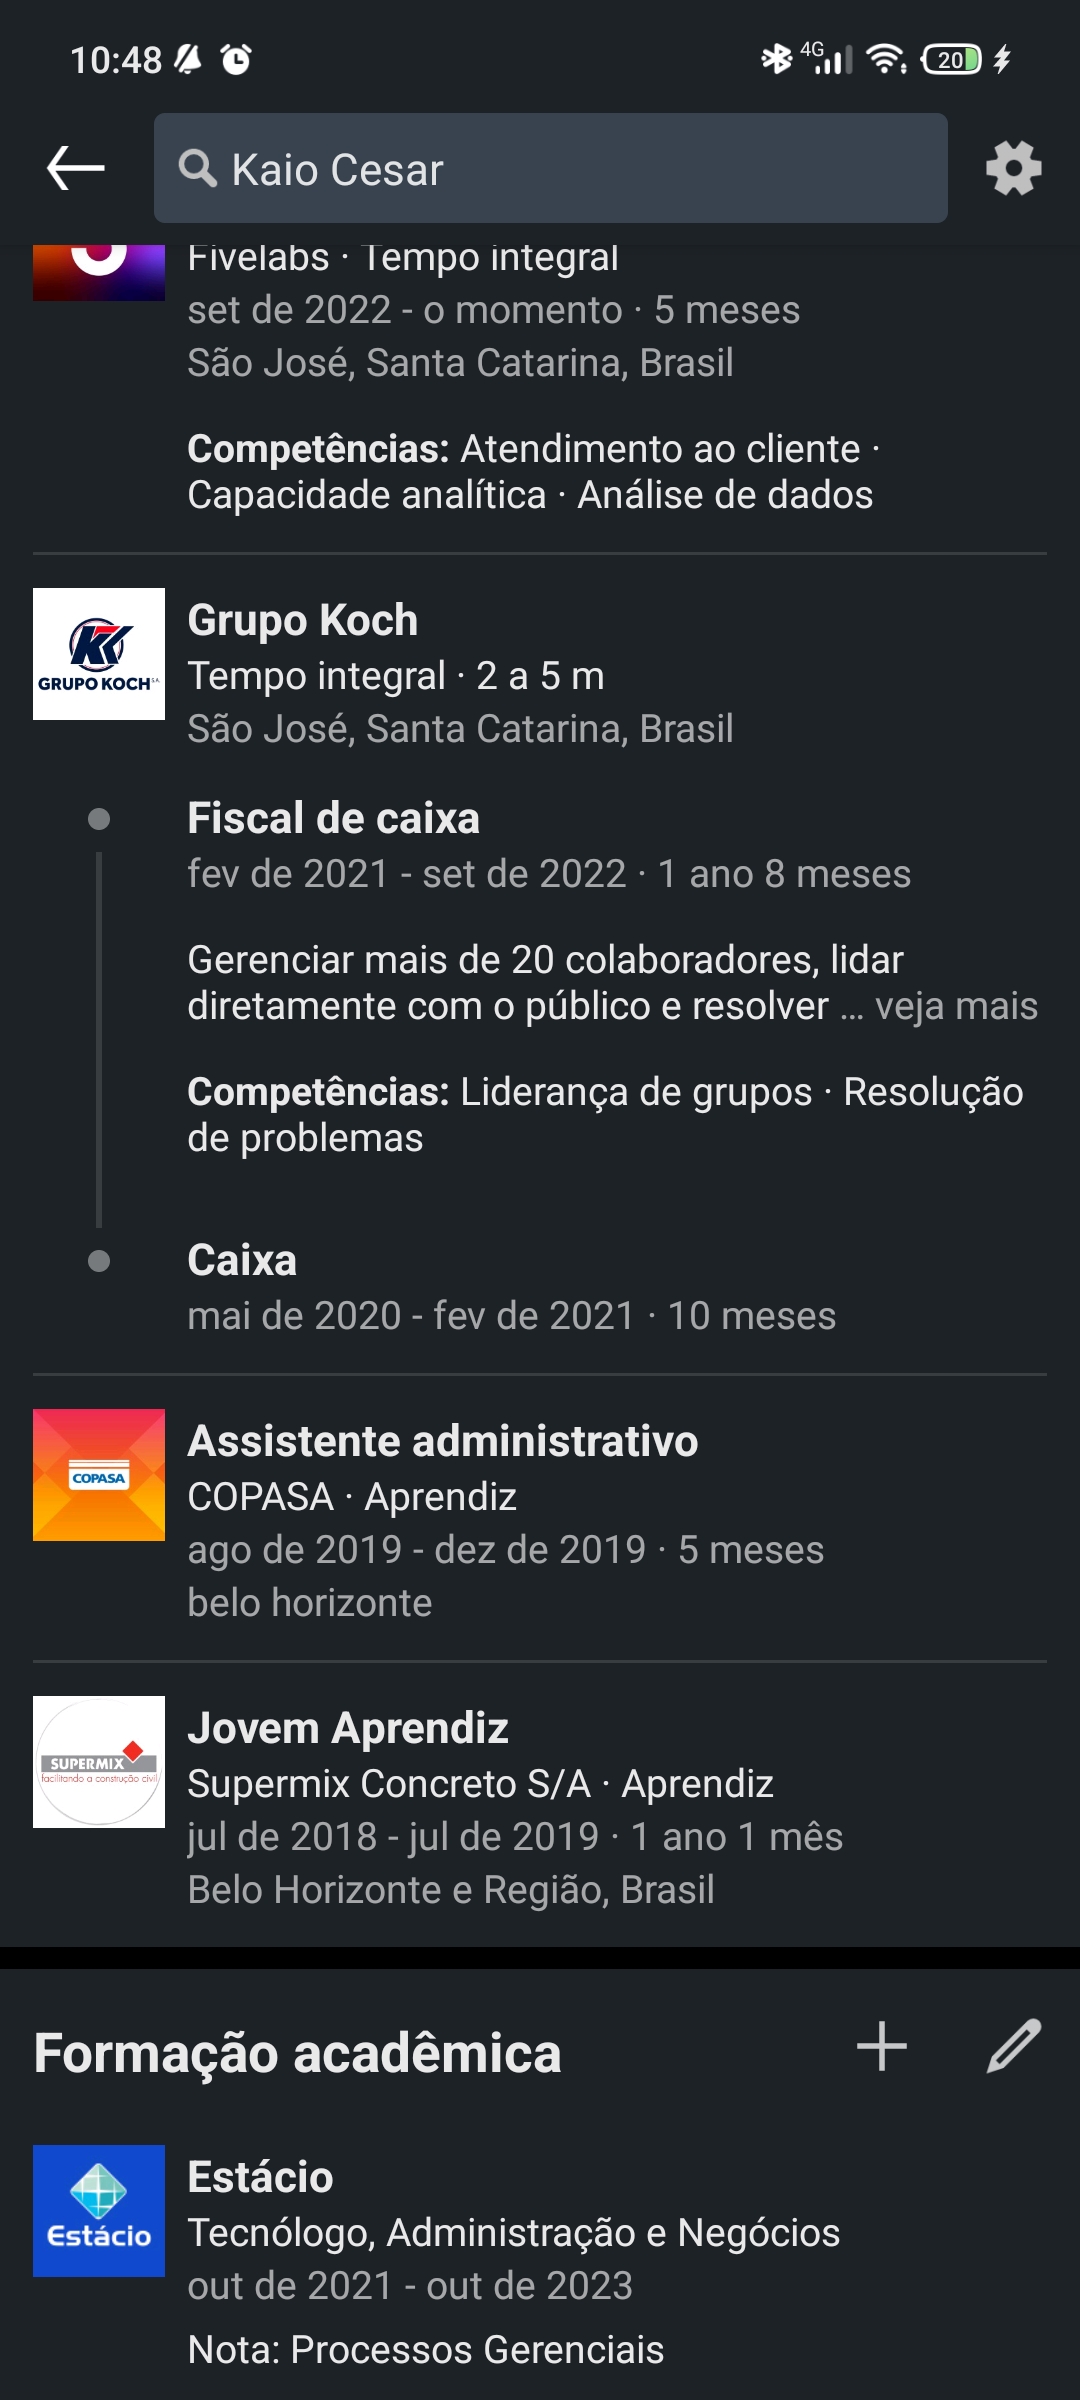 10:48
4G
20
Kaio Cesar
Fivelabs · Tempo integral
set de 2022 - o momento · 5 meses
São José, Santa Catarina, Brasil
Competências: Atendimento ao cliente ·
Capacidade analítica · Análise de dados
GRUPO KOCH S.A.
Grupo Koch
Tempo integral · 2 a 5 m
São José, Santa Catarina, Brasil
Fiscal de caixa
fev de 2021 - set de 2022 · 1 ano 8 meses
Gerenciar mais de 20 colaboradores, lidar
diretamente com o público e resolver ... veja mais
Competências: Liderança de grupos · Resolução
de problemas
Caixa
mai de 2020 - fev de 2021 · 10 meses
COPASA
Assistente administrativo
COPASA · Aprendiz
ago de 2019 - dez de 2019 · 5 meses
belo horizonte
SUPERMIX
facilitando a construção civil
Jovem Aprendiz
Supermix Concreto S/A · Aprendiz
jul de 2018 - jul de 2019 · 1 ano 1 mês
Belo Horizonte e Região, Brasil
Formação acadêmica
Estácio
Estácio
Tecnólogo, Administração e Negócios
out de 2021 - out de 2023
Nota: Processos Gerenciais